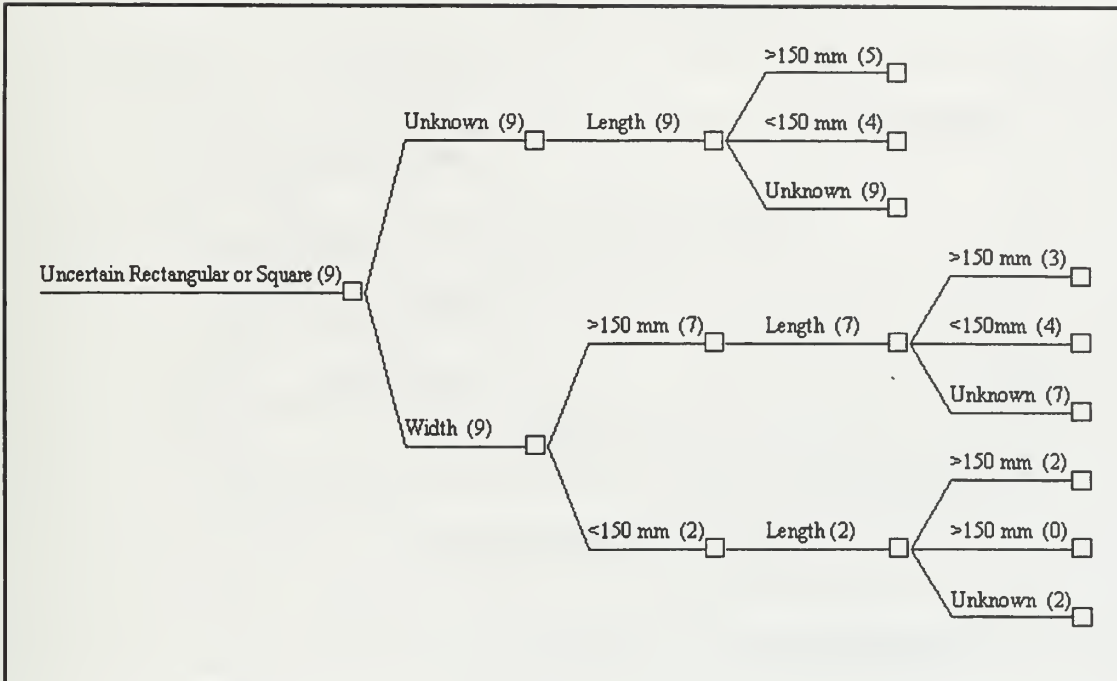 >150 mm (5)
Unknown (9)
Length (9)
<150 mm (4)
Unknown (9)
Uncertain Rectangular or Square (9)
>150 mm (3)
>150 mm (7)
Length (7)
<150mm (4)
Unknown (7)
Width (9)
>150 mm (2)
<150 mm (2)
Length (2)
>150 mm (0)
Unknown (2)